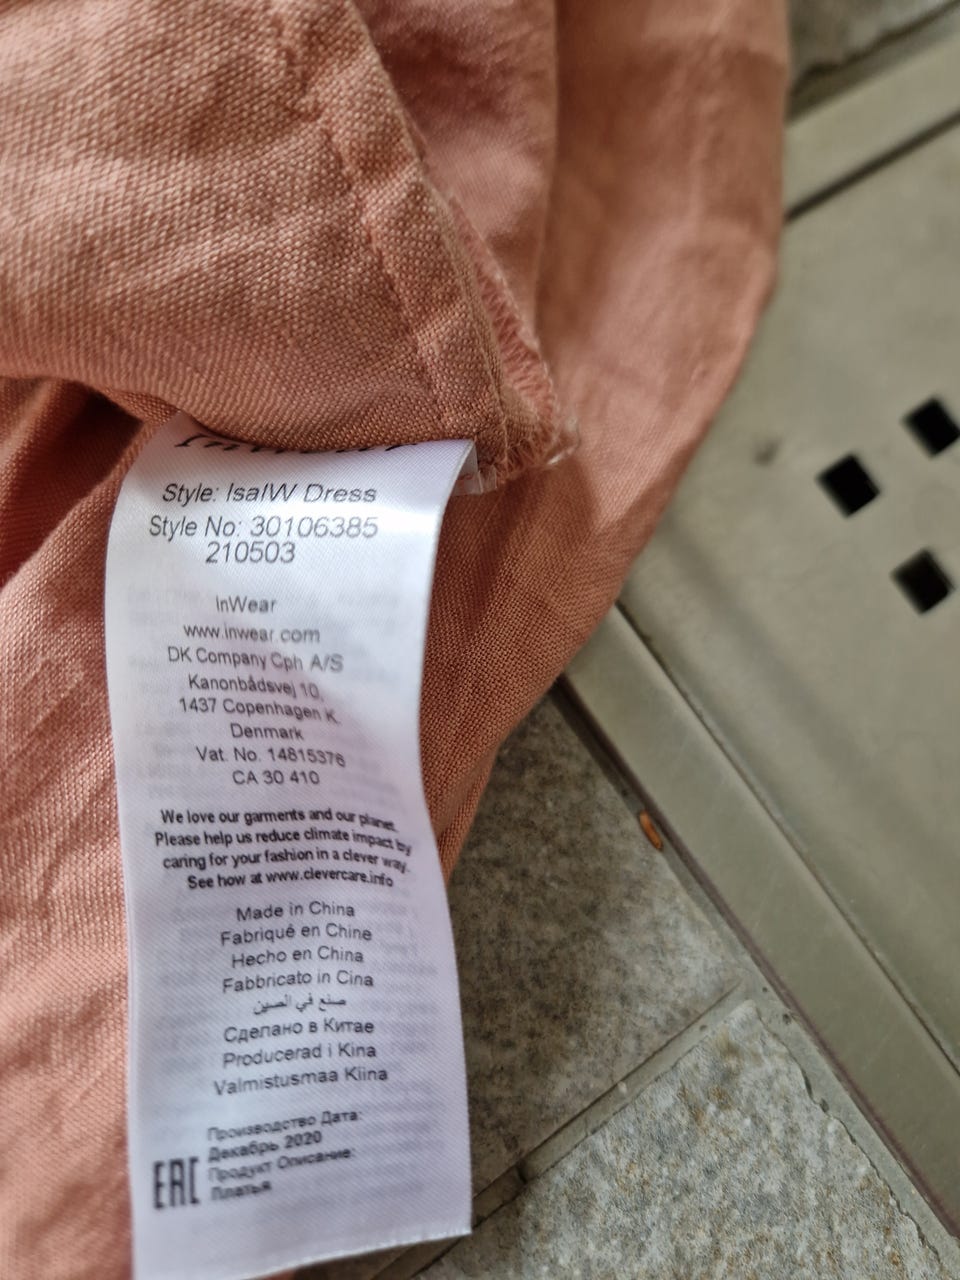 Style: IsaIW Dress
Style No: 30106385
210503
InWear
www.inwear.com
DK Company Cph A/S
Kanonbådsvej 10,
1437 Copenhagen K.
Denmark
Vat. No. 14815376
CA 30 410
We love our garments and our planet.
Please help us reduce climate impact by
caring for your fashion in a clever way.
See how at www.clevercare.info
Made in China
Fabriqué en Chine
Hecho en China
Fabbricato in Cina
صنع في الصين
Сделано в Китае
Producerad i Kina
Valmistusmaa Kiina
Производство Дата:
Декабрь 2020
Продукт Описание:
Платья
EAC